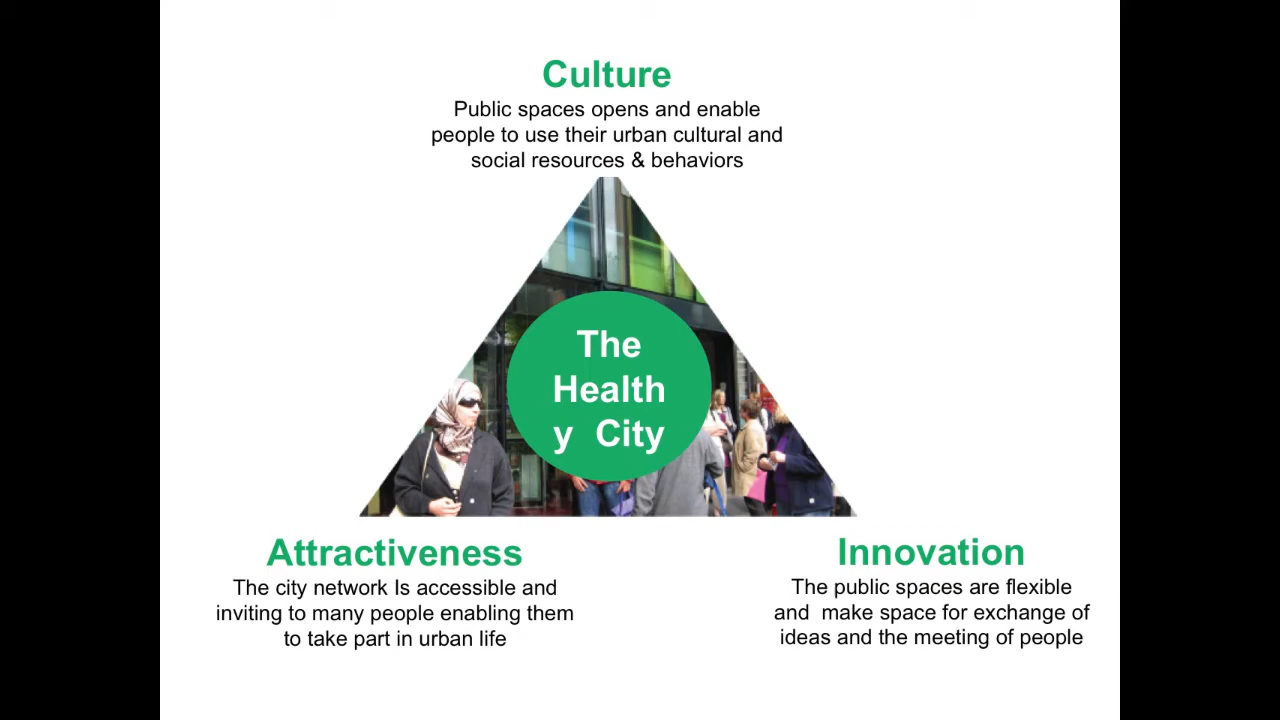 Culture
Public spaces opens and enable
people to use their urban cultural and
social resources & behaviors
The
Health
y City
Attractiveness
The city network Is accessible and
inviting to many people enabling them
to take part in urban life
Innovation
The public spaces are flexible
and make space for exchange of
ideas and the meeting of people